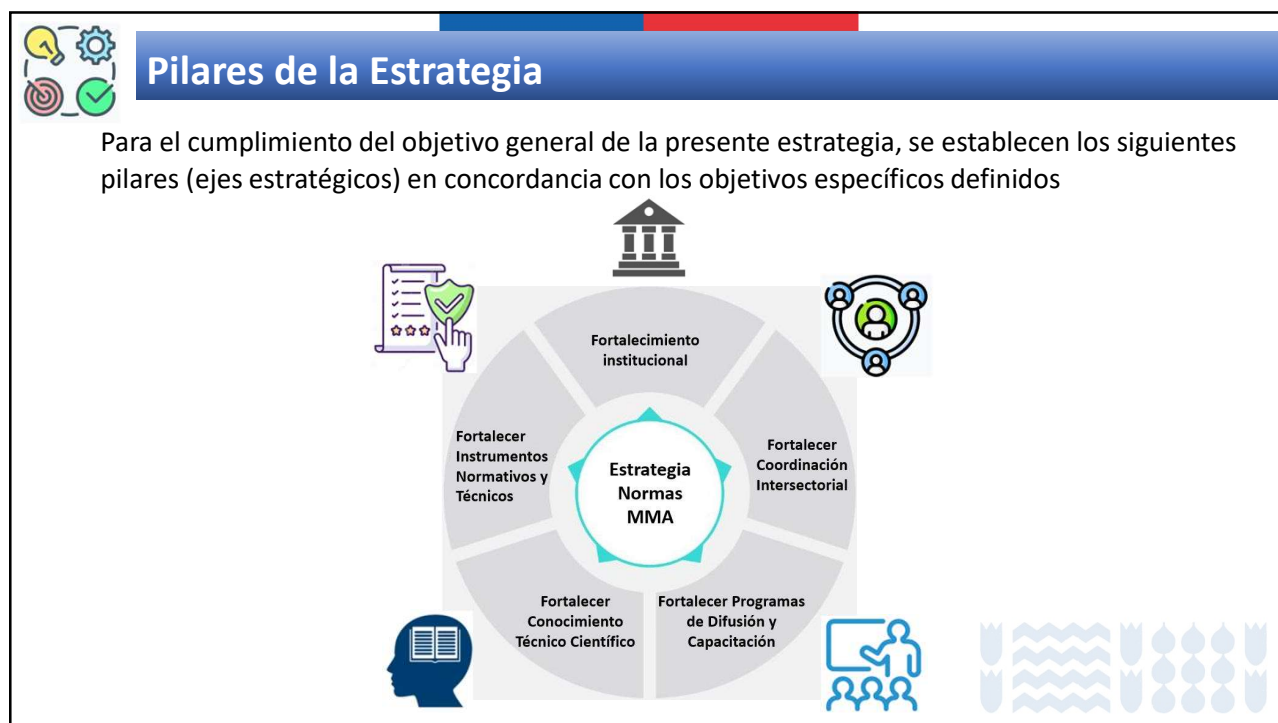 Pilares de la Estrategia
Para el cumplimiento del objetivo general de la presente estrategia, se establecen los siguientes
pilares (ejes estratégicos) en concordancia con los objetivos específicos definidos
Fortalecimiento
institucional
Fortalecer
Instrumentos
Normativos y
Técnicos
Fortalecer
Coordinación
Intersectorial
Estrategia
Normas
MMA
Fortalecer
Conocimiento
Técnico Científico
Fortalecer Programas
de Difusión y
Capacitación